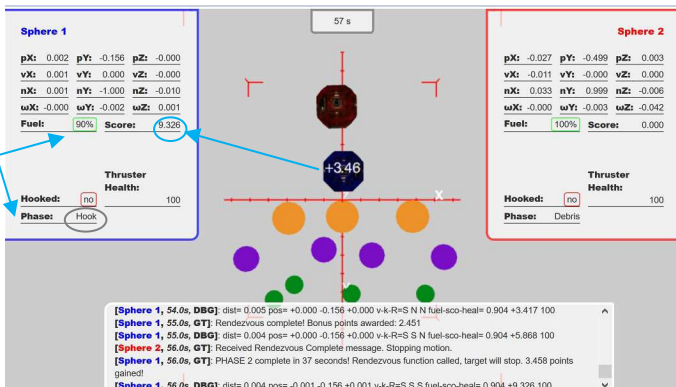 57 s
Sphere 1
pX: 0.002 pY: -0.156 pZ: -0.000
vX: 0.001 vY: 0.000 vZ: -0.000
nX: 0.001 nY: -1.000 nZ: -0.010
ωX: -0.000 ωY: -0.002 ωZ: 0.001
Fuel: 90% Score: 9.326
Thruster
Health:
Hooked: no 100
Phase: Hook
Sphere 2
pX: -0.027 pY: -0.499 pZ: 0.003
vX: -0.011 vY: -0.000 vZ: 0.000
nX: 0.033 nY: 0.999 nZ: -0.006
ωX: -0.000 ωY: -0.003 ωZ: -0.042
Fuel: 100% Score: 0.000
Thruster
Health:
Hooked: no 100
Phase: Debris
+3.46
X
[Sphere 1, 54.0s, DBG]: dist= 0.005 pos= +0.000 -0.156 +0.000 v-k-R=S N N fuel-sco-heal= 0.904 +3.417 100
[Sphere 1, 55.0s, GT]: Rendezvous complete! Bonus points awarded: 2.451
[Sphere 1, 55.0s, DBG]: dist= 0.004 pos= +0.000 -0.156 +0.000 v-k-R=S S N fuel-sco-heal= 0.904 +5.868 100
[Sphere 2, 56.0s, GT]: Received Rendezvous Complete message. Stopping motion.
[Sphere 1, 56.0s, GT]: PHASE 2 complete in 37 seconds! Rendezvous function called, target will stop. 3.458 points
gained!
[Sphere 1, 56.0s, DBG]: dist= 0.004 pos= -0.001 -0.156 +0.001 v-k-R=S S S fuel-sco-heal= 0.904 +9.326 100